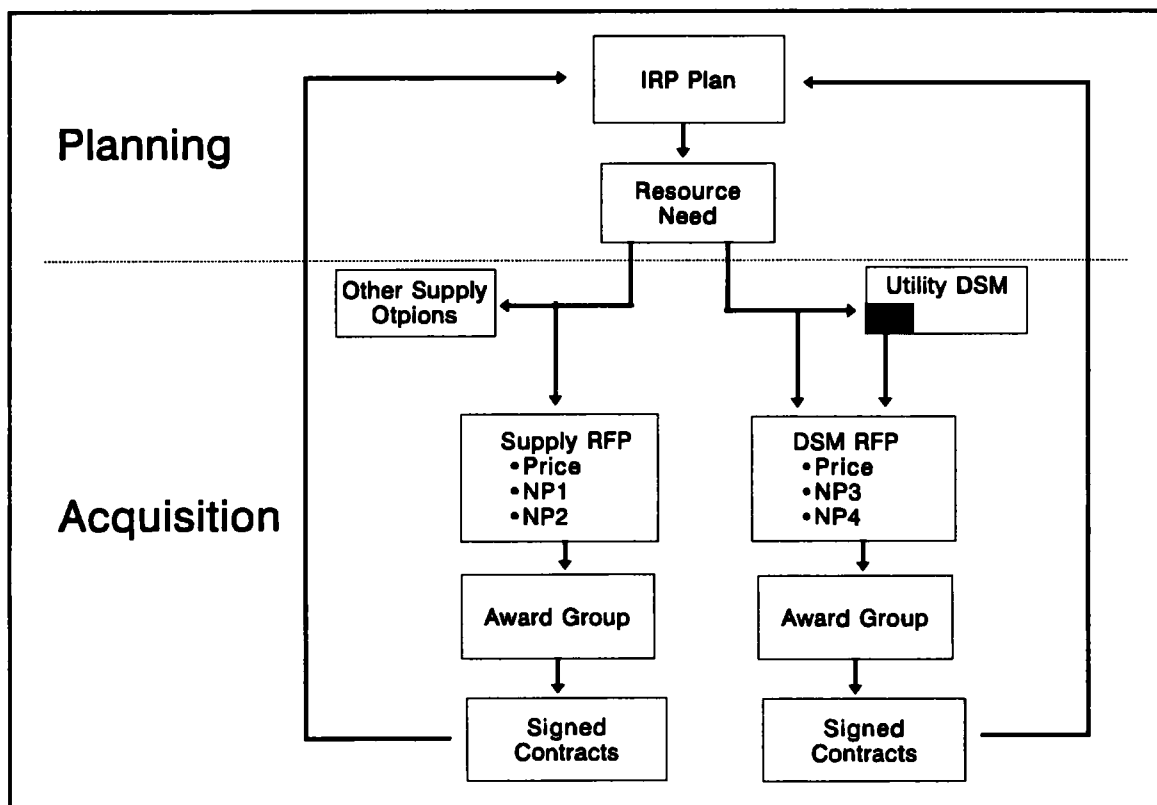 IRP Plan
Planning
Resource
Need
Other Supply
Otpions
Utility DSM
Supply RFP
•Price
•NP1
•NP2
DSM RFP
•Price
•NP3
•NP4
Acquisition
Award Group
Award Group
Signed
Contracts
Signed
Contracts